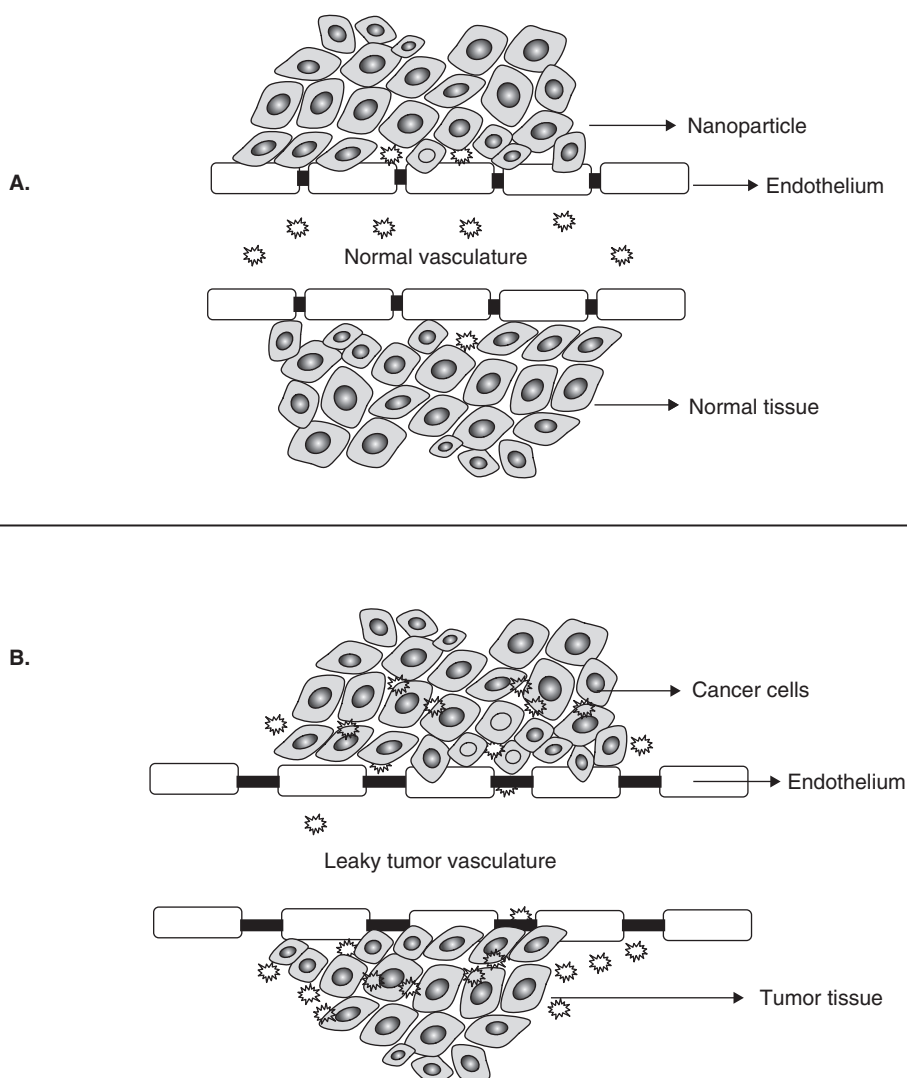 Nanoparticle
A.
Endothelium
Normal vasculature
Normal tissue
B.
Cancer cells
Endothelium
Leaky tumor vasculature
Tumor tissue